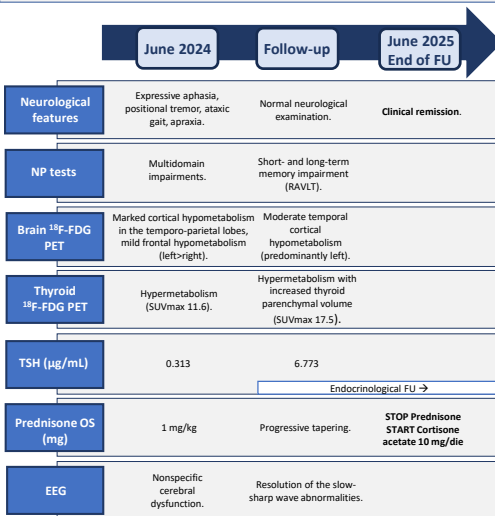 June 2024
Follow-up
June 2025
End of FU
Neurological
features
Expressive aphasia,
positional tremor, ataxic
gait, apraxia.
Normal neurological
examination.
Clinical remission.
NP tests
Multidomain
impairments.
Short- and long-term
memory impairment
(RAVLT).
Brain ¹⁸F-FDG
PET
Marked cortical hypometabolism
in the temporo-parietal lobes,
mild frontal hypometabolism
(left>right).
Moderate temporal
cortical
hypometabolism
(predominantly left).
Thyroid
¹⁸F-FDG PET
Hypermetabolism
(SUVmax 11.6).
Hypermetabolism with
increased thyroid
parenchymal volume
(SUVmax 17.5).
TSH (µg/mL)
0.313
6.773
Endocrinological FU →
Prednisone OS
(mg)
1 mg/kg
Progressive tapering.
STOP Prednisone
START Cortisone
acetate 10 mg/die
EEG
Nonspecific
cerebral
dysfunction.
Resolution of the slow-
sharp wave abnormalities.